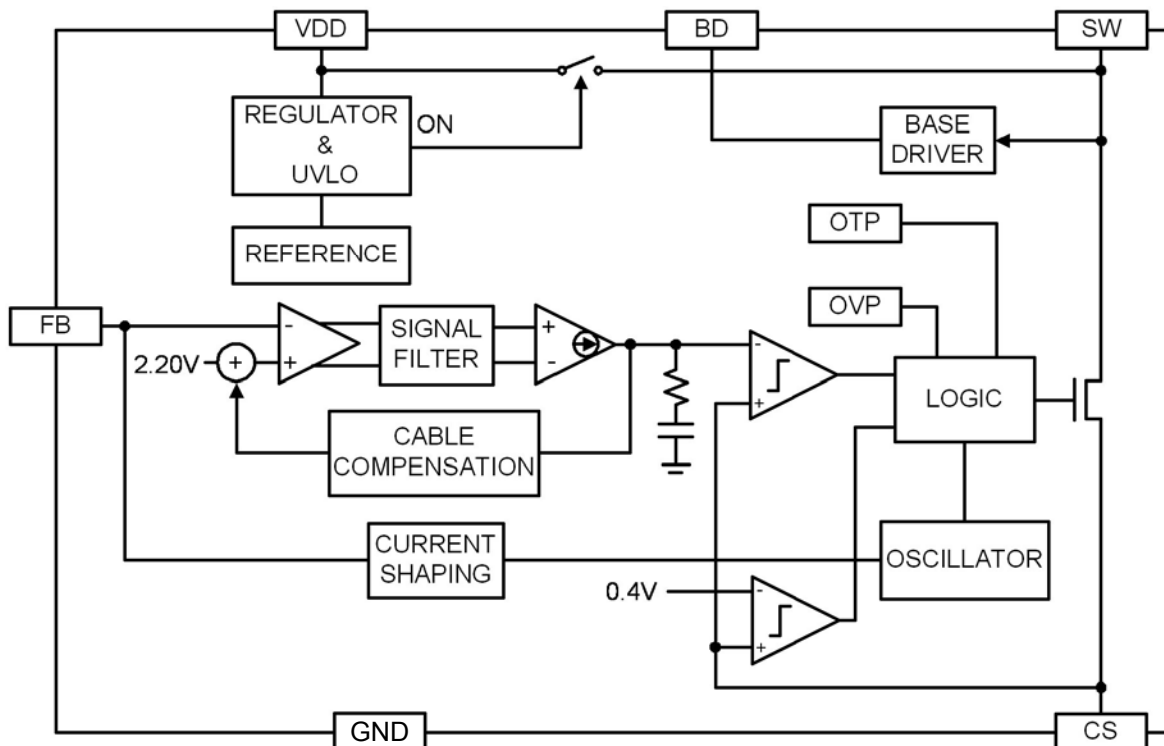 VDD
BD
SW
REGULATOR
&
UVLO
ON
BASE
DRIVER
REFERENCE
OTP
OVP
FB
-
+
2.20V
+
SIGNAL
FILTER
+
-
-
+
LOGIC
CABLE
COMPENSATION
CURRENT
SHAPING
OSCILLATOR
0.4V
-
+
GND
CS